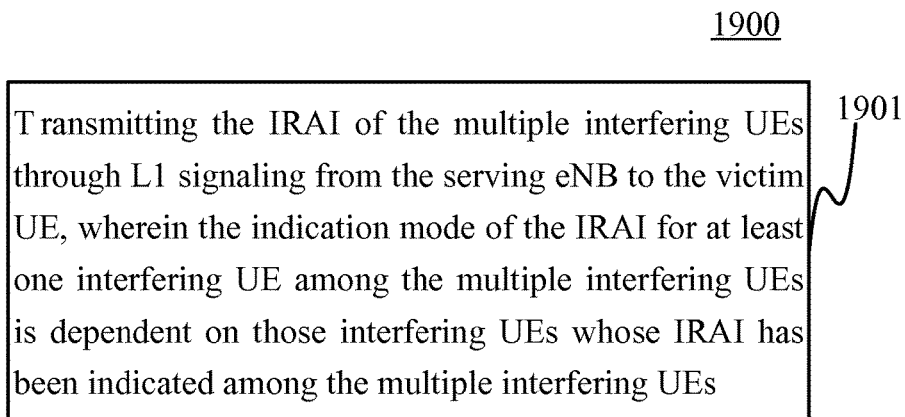 1900
Transmitting the IRAI of the multiple interfering UEs
through L1 signaling from the serving eNB to the victim
UE, wherein the indication mode of the IRAI for at least
one interfering UE among the multiple interfering UEs
is dependent on those interfering UEs whose IRAI has
been indicated among the multiple interfering UEs
1901